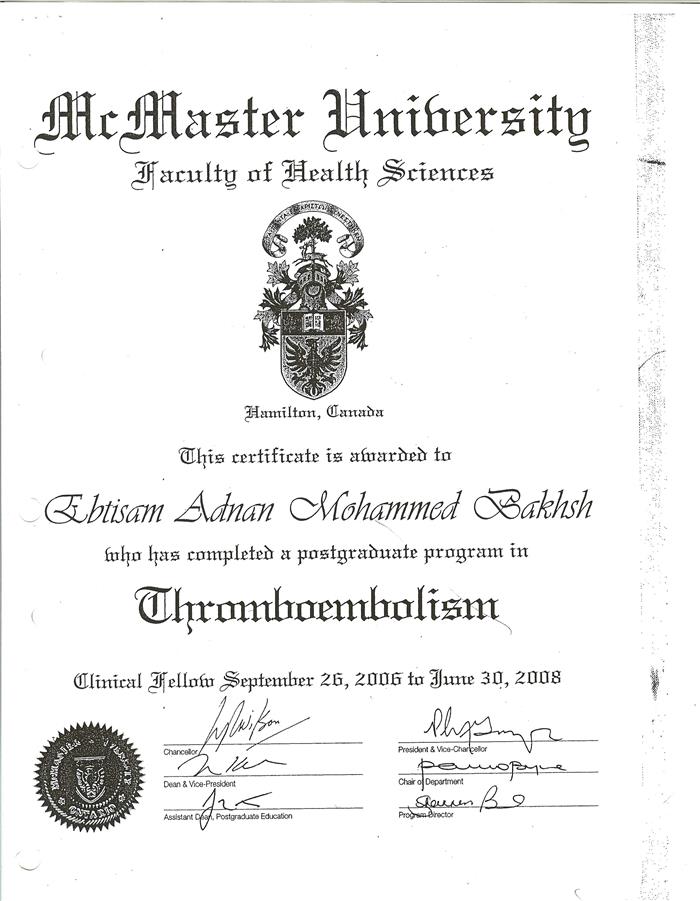 McMaster University
Faculty of Health Sciences
Hamilton, Canada
This certificate is awarded to
Ebtisam Adnan Mohammed Bakhsh
who has completed a postgraduate program in
Thromboembolism
Clinical Fellow September 26, 2006 to June 30, 2008
Chancellor
President & Vice-Chancellor
Dean & Vice-President
Chair of Department
Assistant Dean, Postgraduate Education
Program Director